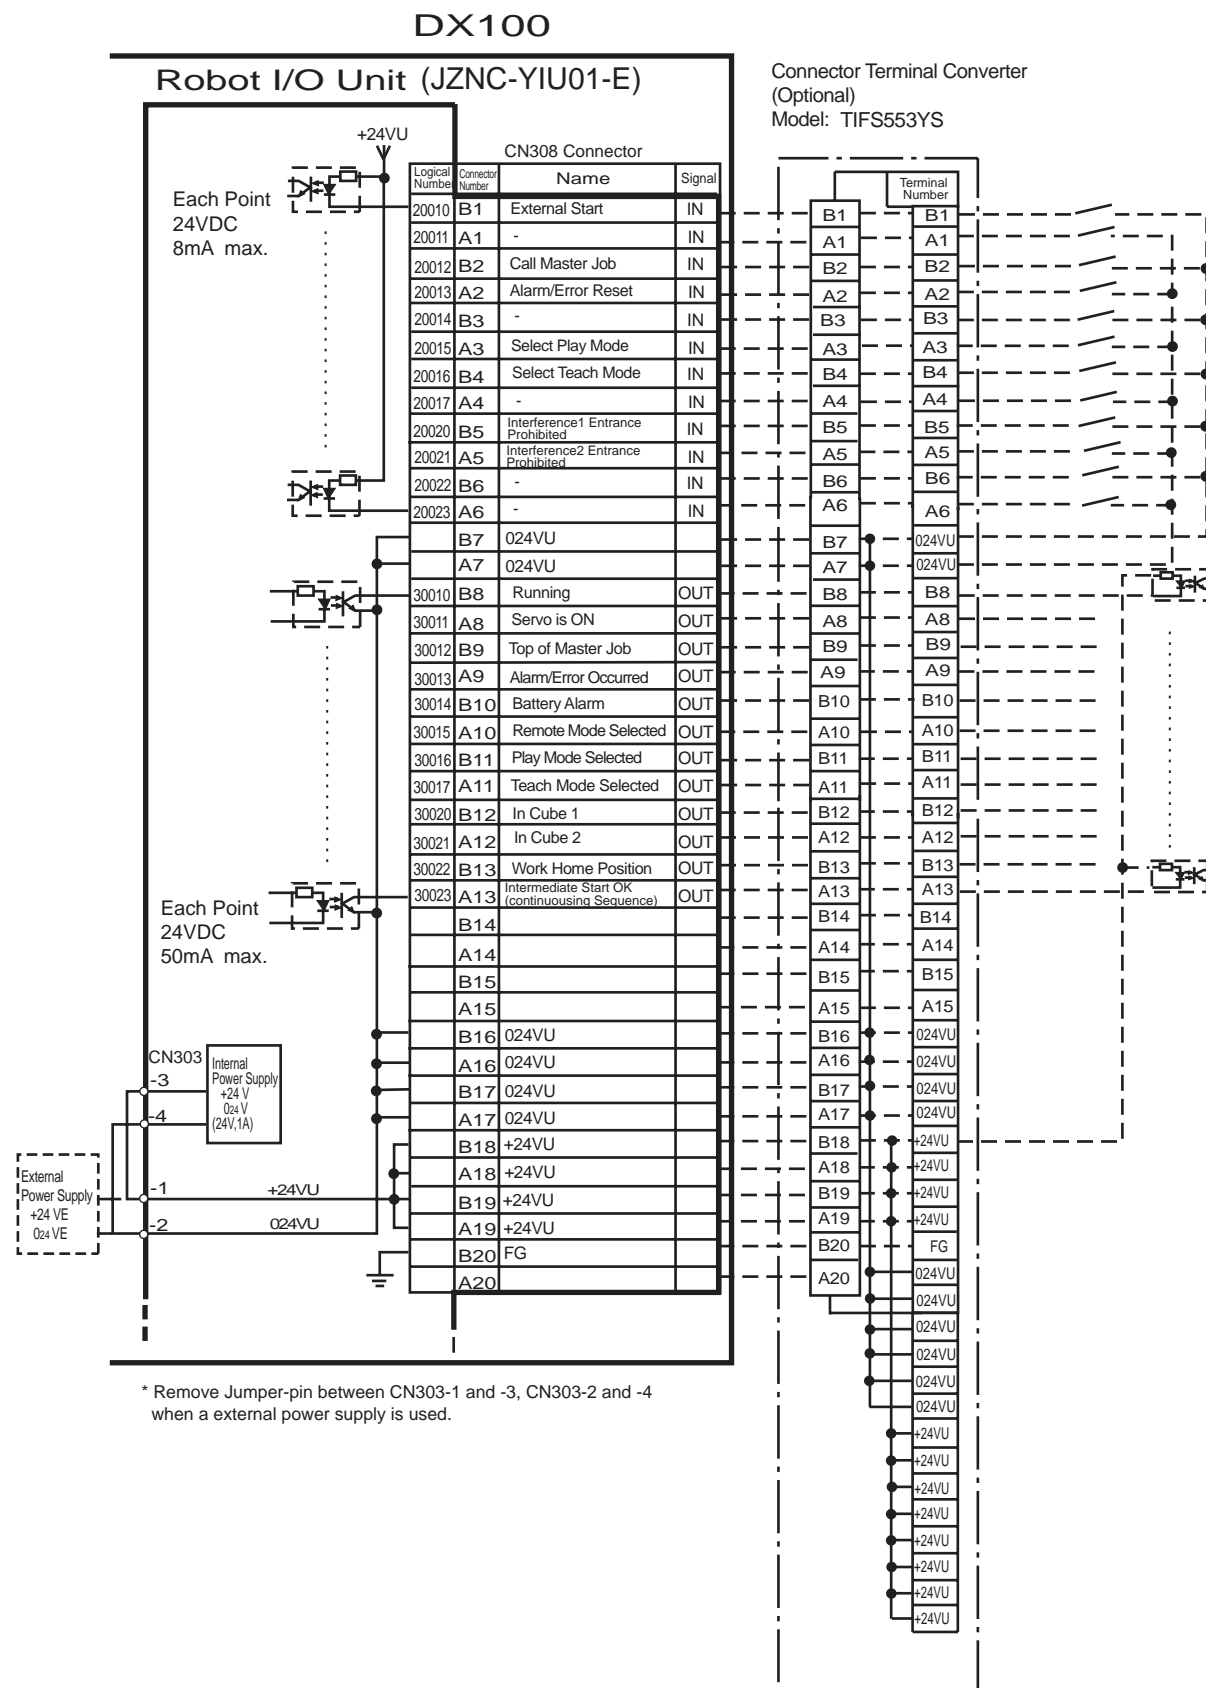 DX100
Robot I/O Unit (JZNC-YIU01-E)
Connector Terminal Converter
(Optional)
Model: TIFS553YS
+24VU
CN308 Connector
Each Point
24VDC
8mA max.
Logical Number Connector Number Name Signal
20010 B1 External Start IN
20011 A1 - IN
20012 B2 Call Master Job IN
20013 A2 Alarm/Error Reset IN
20014 B3 - IN
20015 A3 Select Play Mode IN
20016 B4 Select Teach Mode IN
20017 A4 - IN
20020 B5 Interference1 Entrance Prohibited IN
20021 A5 Interference2 Entrance Prohibited IN
20022 B6 - IN
20023 A6 - IN
B7 024VU
A7 024VU
30010 B8 Running OUT
30011 A8 Servo is ON OUT
30012 B9 Top of Master Job OUT
30013 A9 Alarm/Error Occurred OUT
30014 B10 Battery Alarm OUT
30015 A10 Remote Mode Selected OUT
30016 B11 Play Mode Selected OUT
30017 A11 Teach Mode Selected OUT
30020 B12 In Cube 1 OUT
30021 A12 In Cube 2 OUT
30022 B13 Work Home Position OUT
30023 A13 Intermediate Start OK (continuousing Sequence) OUT
B14
A14
B15
A15
B16 024VU
A16 024VU
B17 024VU
A17 024VU
B18 +24VU
A18 +24VU
B19 +24VU
A19 +24VU
B20 FG
A20
Each Point
24VDC
50mA max.
CN303
-3
-4
Internal
Power Supply
+24 V
024 V
(24V,1A)
External
Power Supply
+24 VE
024 VE
-1
+24VU
-2
024VU
Terminal
Number
B1 B1
A1 A1
B2 B2
A2 A2
B3 B3
A3 A3
B4 B4
A4 A4
B5 B5
A5 A5
B6 B6
A6 A6
B7 024VU
A7 024VU
B8 B8
A8 A8
B9 B9
A9 A9
B10 B10
A10 A10
B11 B11
A11 A11
B12 B12
A12 A12
B13 B13
A13 A13
B14 B14
A14 A14
B15 B15
A15 A15
B16 024VU
A16 024VU
B17 024VU
A17 024VU
B18 +24VU
A18 +24VU
B19 +24VU
A19 +24VU
B20 FG
A20 024VU
024VU
024VU
024VU
024VU
024VU
+24VU
+24VU
+24VU
+24VU
+24VU
+24VU
+24VU
+24VU
* Remove Jumper-pin between CN303-1 and -3, CN303-2 and -4
when a external power supply is used.